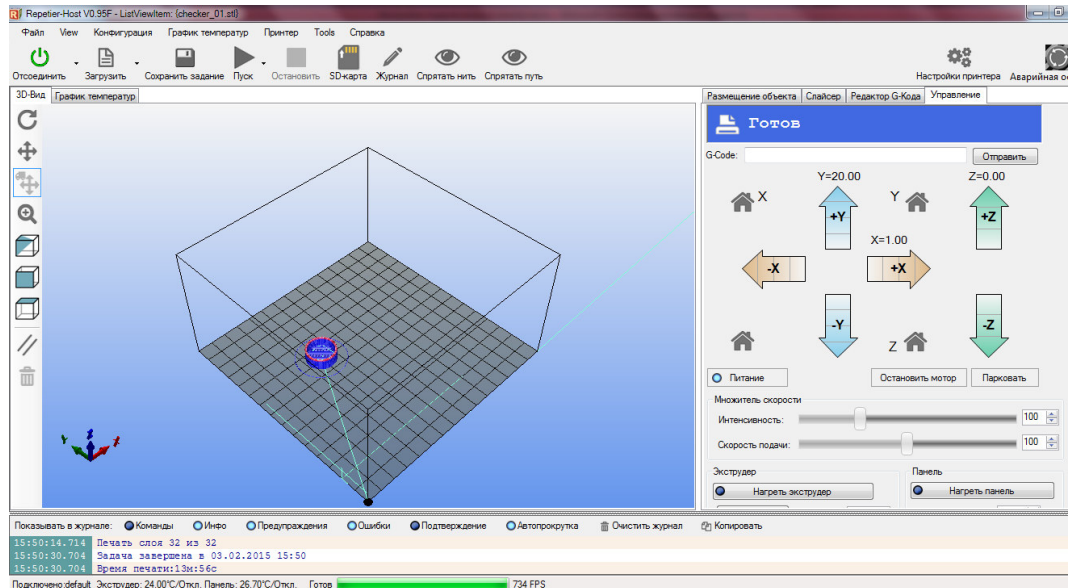 Repetier-Host V0.95F - ListViewItem: {checker_01.stl}
Файл View Конфигурация График температур Принтер Tools Справка
Отсоединить Загрузить Сохранить задание Пуск Остановить SD-карта Журнал Спрятать нить Спрятать путь Настройки принтера Аварийная ос
3D-Вид График температур Размещение объекта Слайсер Редактор G-Кода Управление
Готов
G-Code: Отправить
Y=20.00 Z=0.00
X Y
+Y +Z
X=1.00
-X +X
-Y -Z
Z
Питание Остановить мотор Парковать
Множитель скорости
Интенсивность: 100
Скорость подачи: 100
Экструдер Панель
Нагреть экструдер Нагреть панель
Показывать в журнале: Команды Инфо Предупраждения Ошибки Подтверждение Автопрокрутка Очистить журнал Копировать
15:50:14.714 Печать слоя 32 из 32
15:50:30.704 Задача завершена в 03.02.2015 15:50
15:50:30.704 Время печати:13м:56с
Подключено:default Экструдер: 24.00°C/Откл. Панель: 26.70°C/Откл. Готов 734 FPS